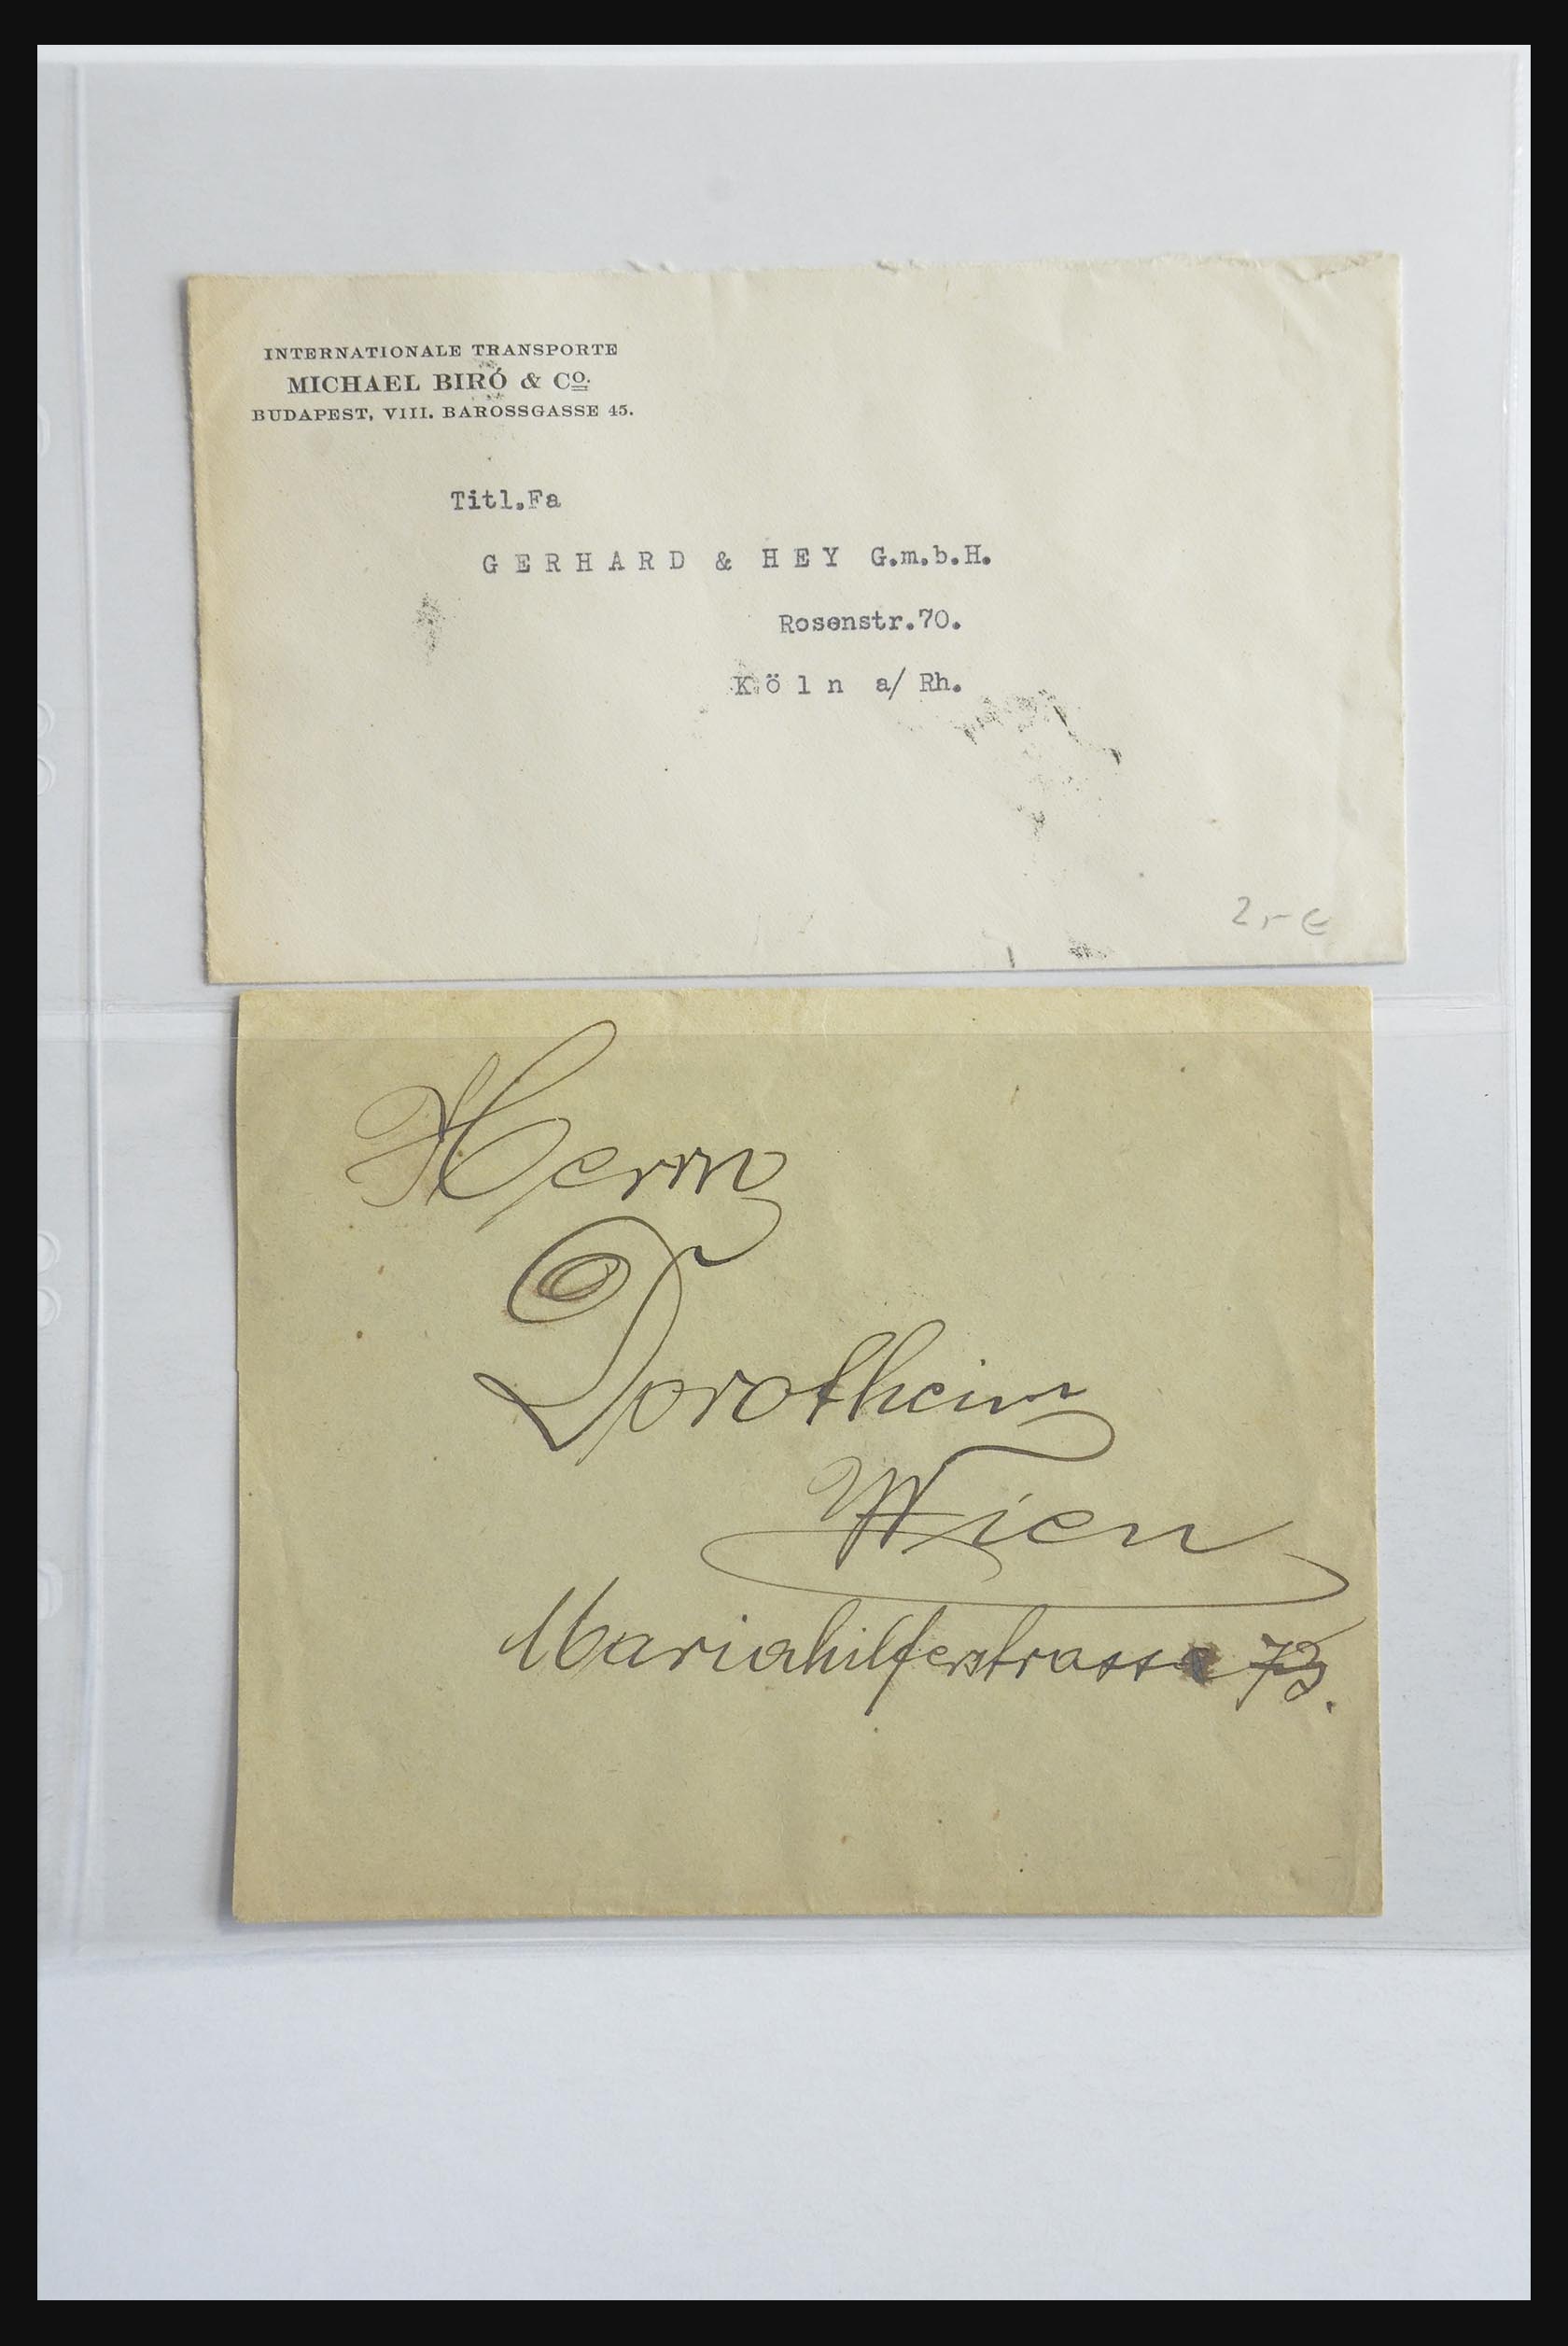 INTERNATIONALE TRANSPORTE
MICHAEL BIRÓ & Co.
BUDAPEST, VIII. BAROSSGASSE 45.
Titl.Fa
GERHARD & HEY G.m.b.H.
Rosenstr.70.
Köln a/ Rh.
2,- €
Herrn
Dorotheim
Wien
Mariahilferstrasse 73.